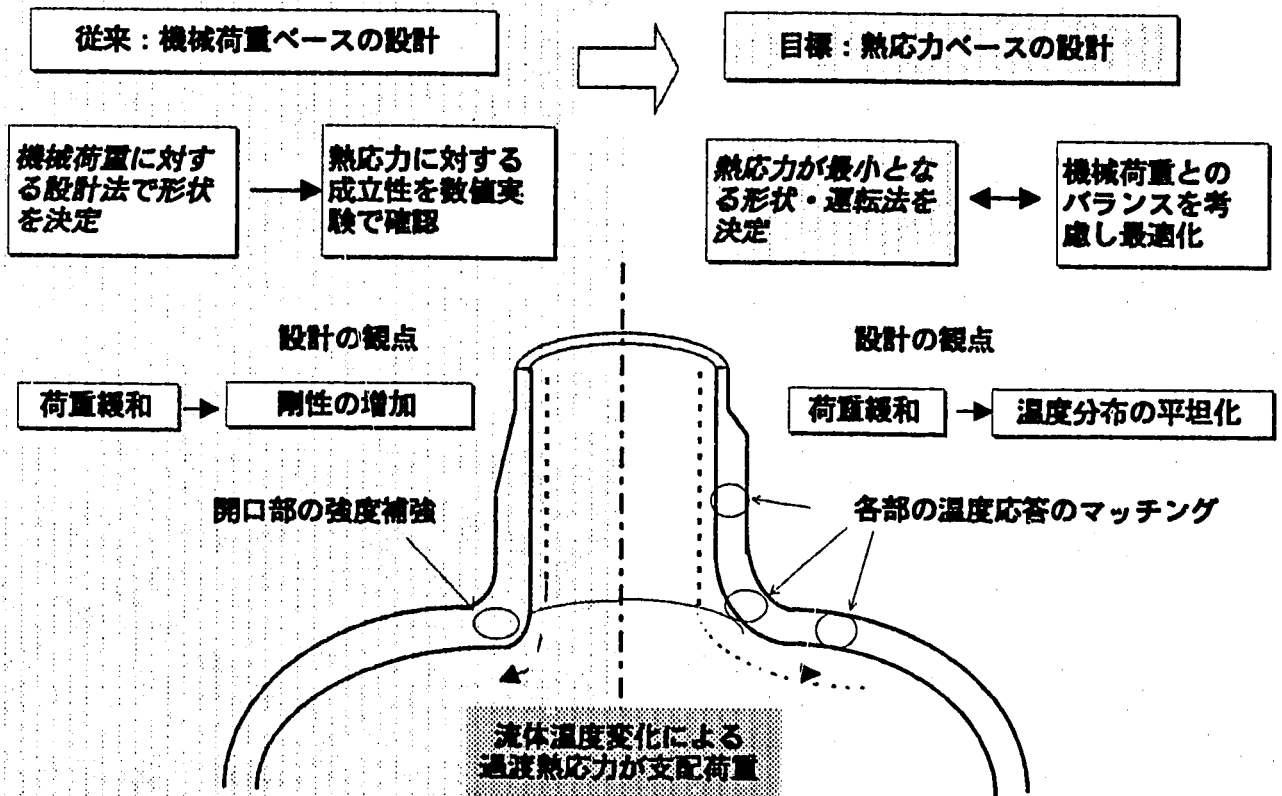 従来：機械荷重ベースの設計
目標：熱応力ベースの設計
機械荷重に対す
る設計法で形状
を決定
熱応力に対する
成立性を数値実
験で確認
熱応力が最小とな
る形状・運転法を
決定
機械荷重との
バランスを考
慮し最適化
設計の観点
設計の観点
荷重緩和
剛性の増加
荷重緩和
温度分布の平坦化
開口部の強度補強
各部の温度応答のマッチング
流体温度変化による
過渡熱応力が支配荷重